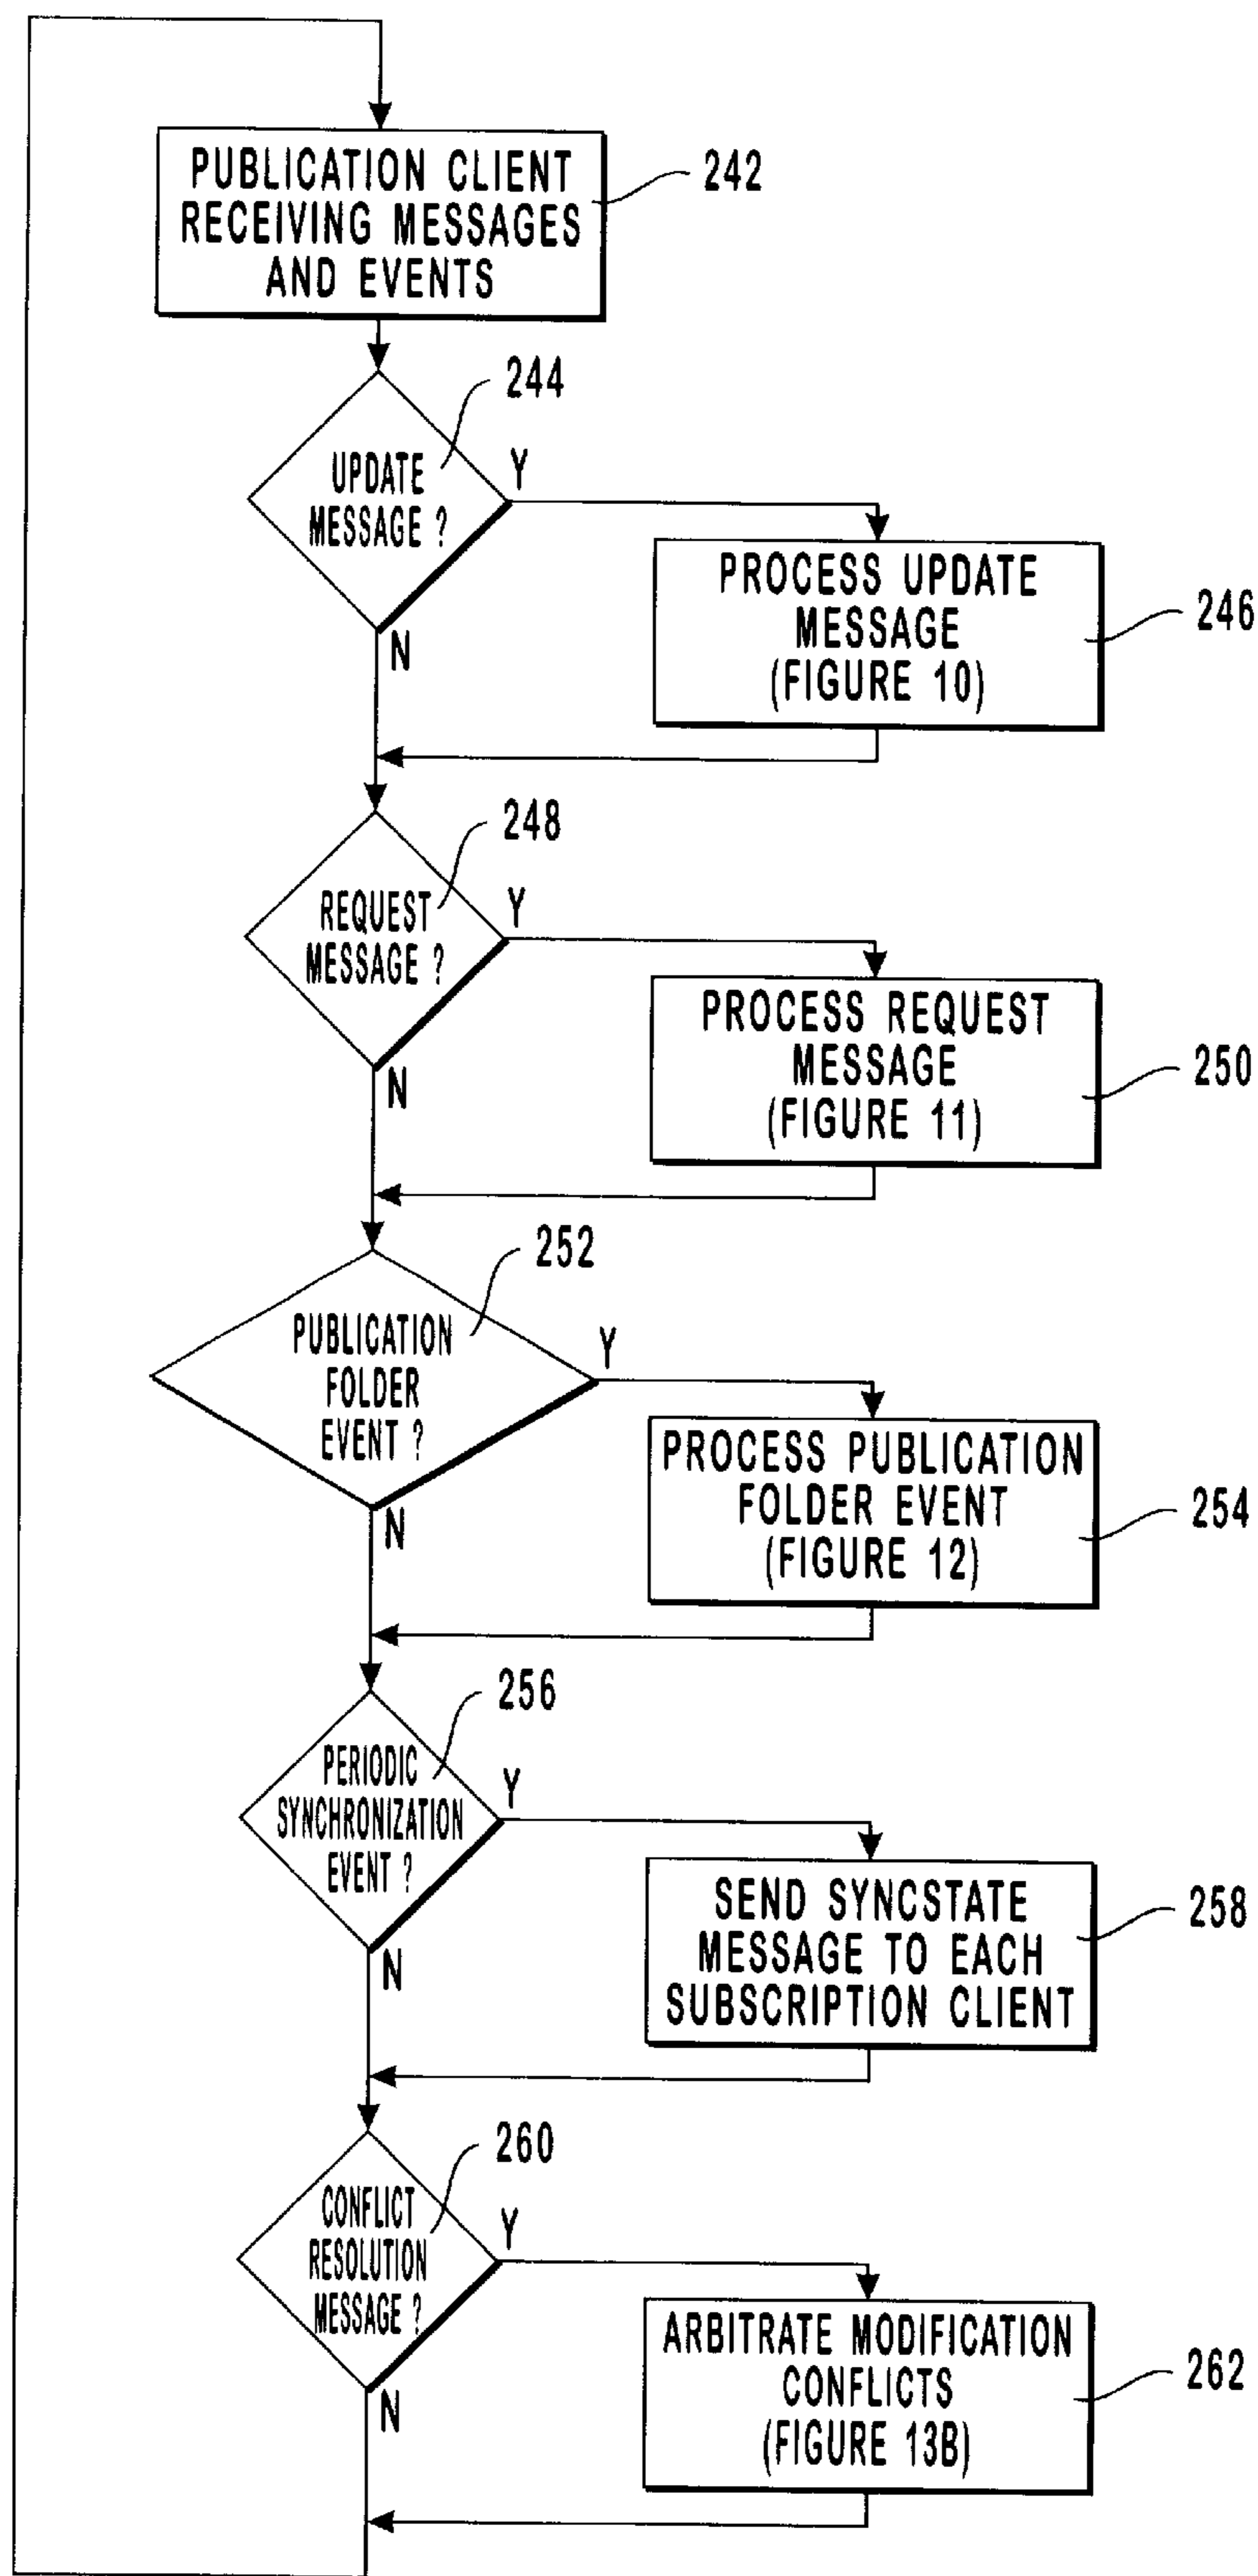 PUBLICATION CLIENT
RECEIVING MESSAGES
AND EVENTS
242
244
UPDATE
MESSAGE ?
Y
N
PROCESS UPDATE
MESSAGE
(FIGURE 10)
246
248
REQUEST
MESSAGE ?
Y
N
PROCESS REQUEST
MESSAGE
(FIGURE 11)
250
252
PUBLICATION
FOLDER
EVENT ?
Y
N
PROCESS PUBLICATION
FOLDER EVENT
(FIGURE 12)
254
256
PERIODIC
SYNCHRONIZATION
EVENT ?
Y
N
SEND SYNCSTATE
MESSAGE TO EACH
SUBSCRIPTION CLIENT
258
260
CONFLICT
RESOLUTION
MESSAGE ?
Y
N
ARBITRATE MODIFICATION
CONFLICTS
(FIGURE 13B)
262